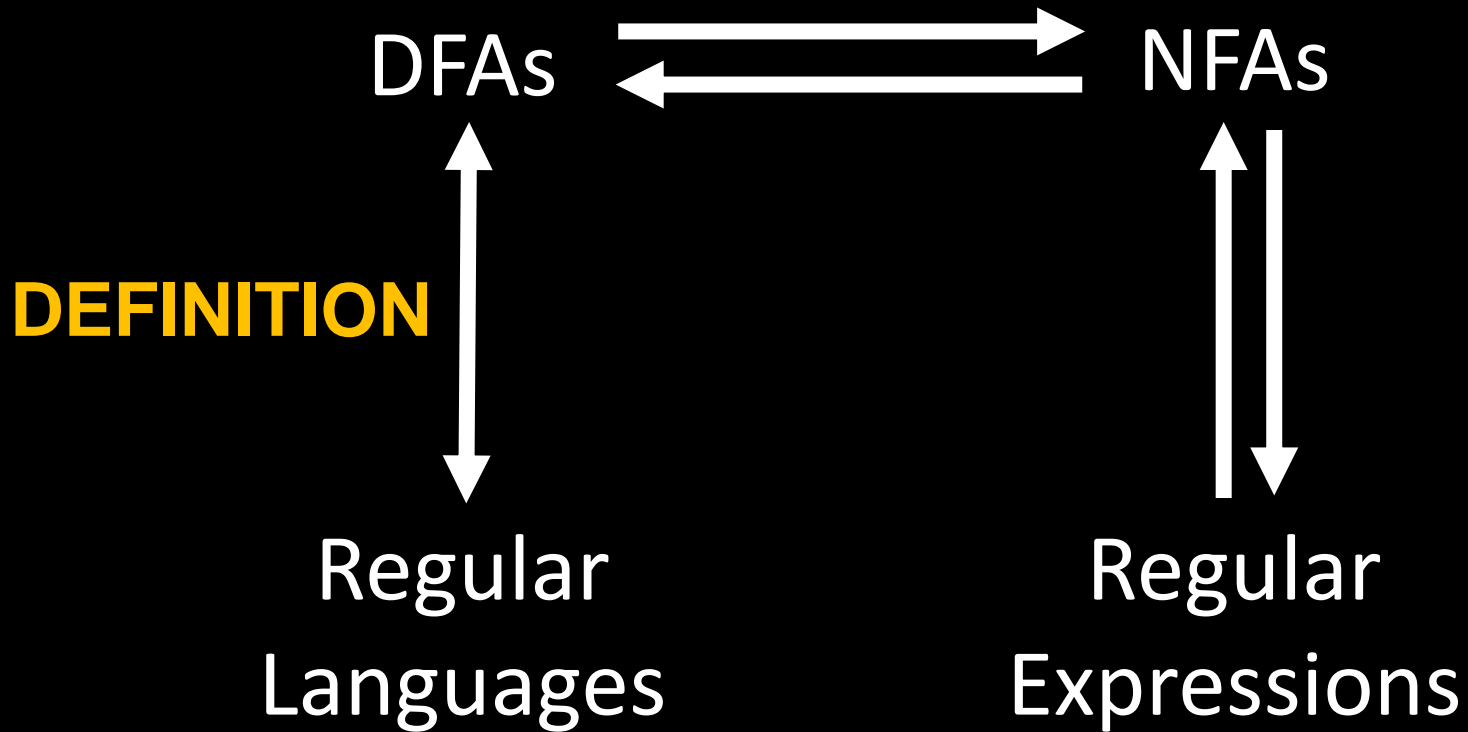 DFAs
NFAs
DEFINITION
Regular
Languages
Regular
Expressions